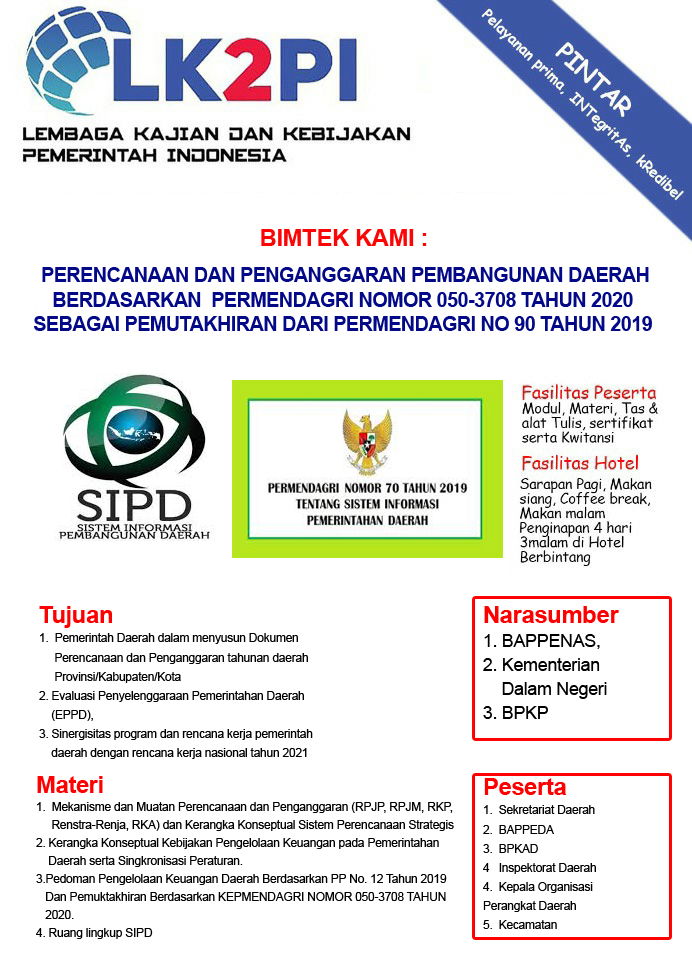 LK2PI
LEMBAGA KAJIAN DAN KEBIJAKAN
PEMERINTAH INDONESIA
PINTAR
Pelayanan prima, INTegritAs, kRedibel
BIMTEK KAMI :
PERENCANAAN DAN PENGANGGARAN PEMBANGUNAN DAERAH
BERDASARKAN PERMENDAGRI NOMOR 050-3708 TAHUN 2020
SEBAGAI PEMUTAKHIRAN DARI PERMENDAGRI NO 90 TAHUN 2019
SIPD
SISTEM INFORMASI
PEMBANGUNAN DAERAH
PERMENDAGRI NOMOR 70 TAHUN 2019
TENTANG SISTEM INFORMASI
PEMERINTAHAN DAERAH
Fasilitas Peserta
Modul, Materi, Tas &
alat Tulis, sertifikat
serta Kwitansi
Fasilitas Hotel
Sarapan Pagi, Makan
siang, Coffee break,
Makan malam
Penginapan 4 hari
3malam di Hotel
Berbintang
Tujuan
1. Pemerintah Daerah dalam menyusun Dokumen
Perencanaan dan Penganggaran tahunan daerah
Provinsi/Kabupaten/Kota
2. Evaluasi Penyelenggaraan Pemerintahan Daerah
(EPPD),
3. Sinergisitas program dan rencana kerja pemerintah
daerah dengan rencana kerja nasional tahun 2021
Narasumber
1. BAPPENAS,
2. Kementerian
Dalam Negeri
3. BPKP
Materi
1. Mekanisme dan Muatan Perencanaan dan Penganggaran (RPJP, RPJM, RKP,
Renstra-Renja, RKA) dan Kerangka Konseptual Sistem Perencanaan Strategis
2. Kerangka Konseptual Kebijakan Pengelolaan Keuangan pada Pemerintahan
Daerah serta Singkronisasi Peraturan.
3.Pedoman Pengelolaan Keuangan Daerah Berdasarkan PP No. 12 Tahun 2019
Dan Pemuktakhiran Berdasarkan KEPMENDAGRI NOMOR 050-3708 TAHUN
2020.
4. Ruang lingkup SIPD
Peserta
1. Sekretariat Daerah
2. BAPPEDA
3. BPKAD
4 Inspektorat Daerah
4. Kepala Organisasi
Perangkat Daerah
5. Kecamatan